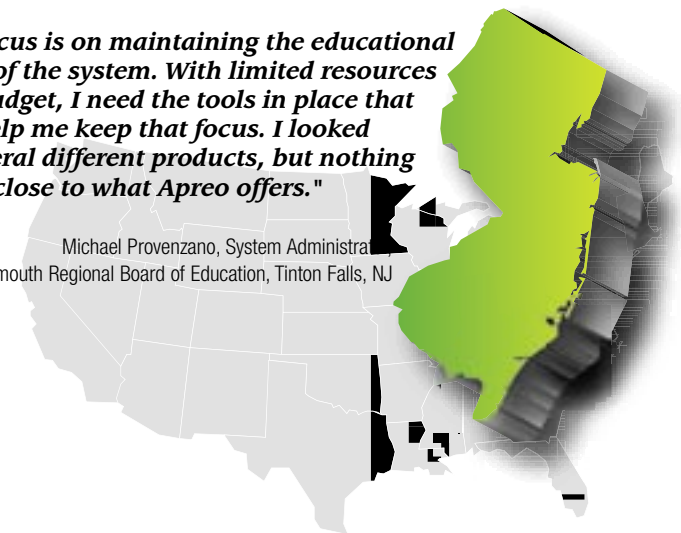 cus is on maintaining the educational
of the system. With limited resources
dget, I need the tools in place that
elp me keep that focus. I looked
eral different products, but nothing
close to what Apreo offers."
Michael Provenzano, System Administrat
mouth Regional Board of Education, Tinton Falls, NJ